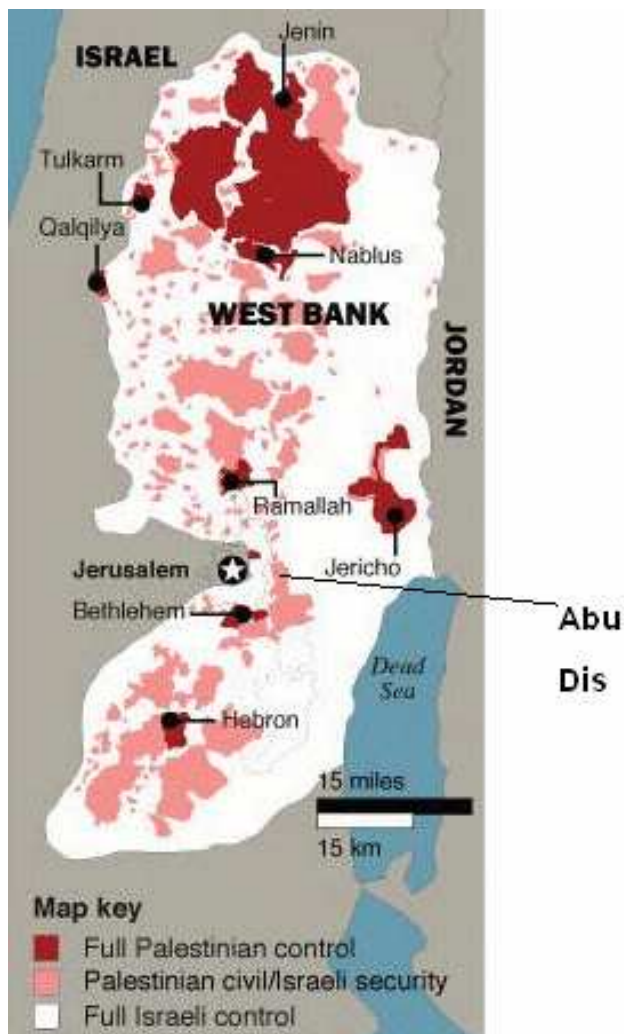 Jenin
ISRAEL
Tulkarm
Qalqilya
Nablus
WEST BANK
JORDAN
Ramallah
Jerusalem
Jericho
Bethlehem
Abu
Dis
Dead
Sea
Hebron
15 miles
15 km
Map key
Full Palestinian control
Palestinian civil/Israeli security
Full Israeli control